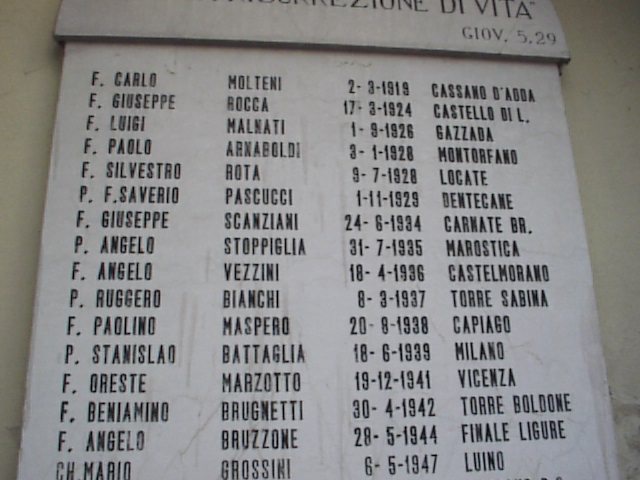 RISURREZIONE DI VITA"
GIOV. 5.29
F. CARLO MOLTENI 2-3-1919 CASSANO D'ADDA
F. GIUSEPPE ROCCA 17-3-1924 CASTELLO DI L.
F. LUIGI MALNATI 1-9-1926 GAZZADA
F. PAOLO ARNABOLDI 3-1-1928 MONTORFANO
F. SILVESTRO ROTA 9-7-1928 LOCATE
P. F. SAVERIO PASCUCCI 1-11-1929 DENTECANE
F. GIUSEPPE SCANZIANI 24-6-1934 CARNATE BR.
P. ANGELO STOPPIGLIA 31-7-1935 MAROSTICA
F. ANGELO VEZZINI 18-4-1936 CASTELMORANO
P. RUGGERO BIANCHI 8-3-1937 TORRE SABINA
F. PAOLINO MASPERO 20-9-1938 CAPIAGO
P. STANISLAO BATTAGLIA 18-6-1939 MILANO
F. ORESTE MARZOTTO 19-12-1941 VICENZA
F. BENIAMINO BRUGNETTI 30-4-1942 TORRE BOLDONE
F. ANGELO BRUZZONE 28-5-1944 FINALE LIGURE
CH. MARIO GROSSINI 6-5-1947 LUINO